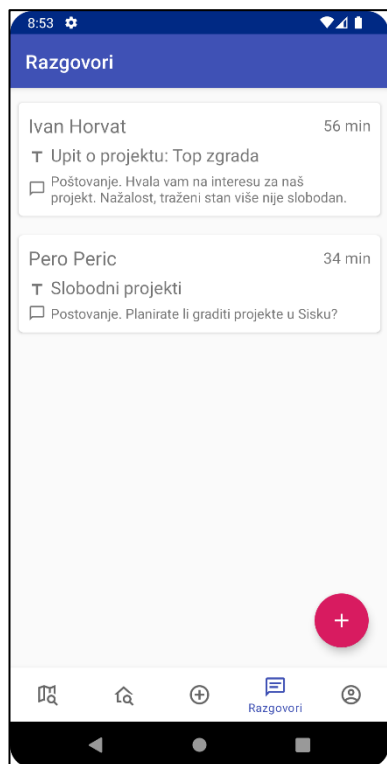 8:53
Razgovori
Ivan Horvat 56 min
T Upit o projektu: Top zgrada
Poštovanje. Hvala vam na interesu za naš
projekt. Nažalost, traženi stan više nije slobodan.
Pero Peric 34 min
T Slobodni projekti
Postovanje. Planirate li graditi projekte u Sisku?
Razgovori